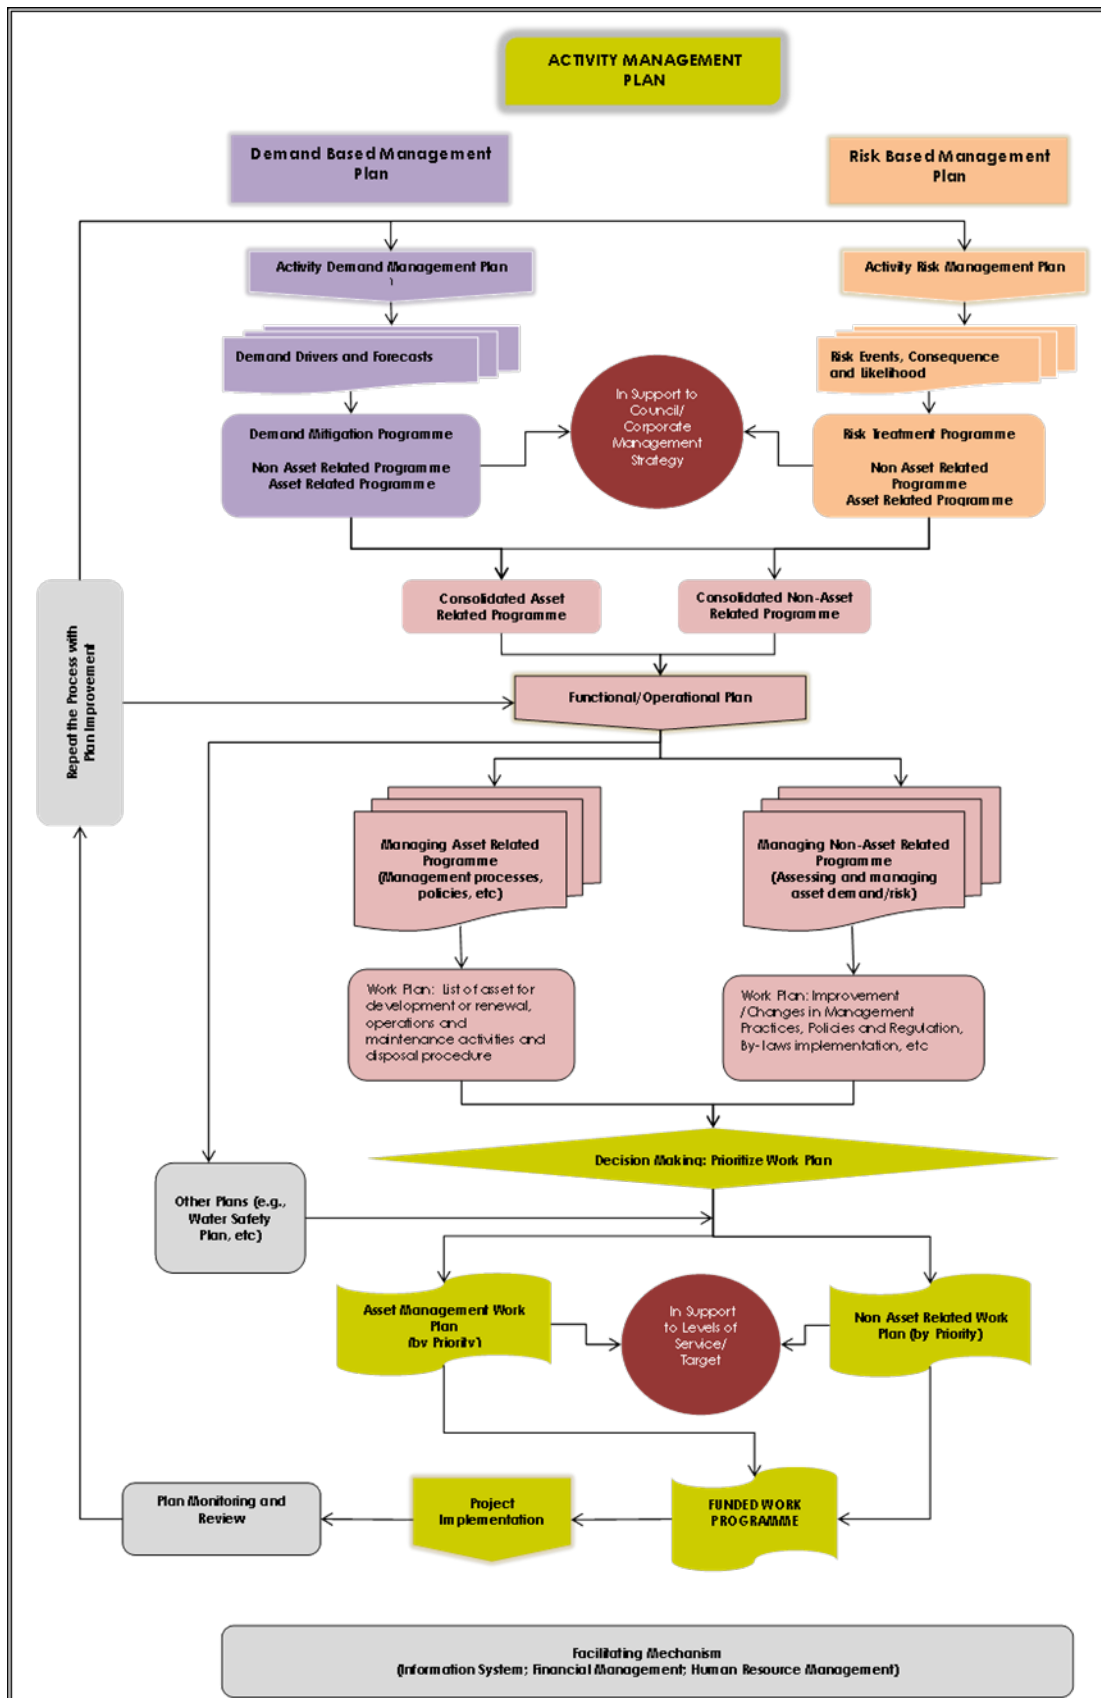 ACTIVITY MANAGEMENT
PLAN
Demand Based Management
Plan
Risk Based Management
Plan
Activity Demand Management Plan
Activity Risk Management Plan
Demand Drivers and Forecasts
Risk Events, Consequence
and Likelihood
In Support to
Council/
Corporate
Management
Strategy
Demand Mitigation Programme
Non Asset Related Programme
Asset Related Programme
Risk Treatment Programme
Non Asset Related
Programme
Asset Related Programme
Consolidated Asset
Related Programme
Consolidated Non-Asset
Related Programme
Repeat the Process with
Plan Improvement
Functional/Operational Plan
Managing Asset Related
Programme
(Management processes,
policies, etc)
Managing Non-Asset Related
Programme
(Assessing and managing
asset demand/risk)
Work Plan: List of asset for
development or renewal,
operations and
maintenance activities and
disposal procedure
Work Plan: Improvement
/Changes in Management
Practices, Policies and Regulation,
By-laws implementation, etc
Decision Making: Prioritize Work Plan
Other Plans (e.g.,
Water Safety
Plan, etc)
Asset Management Work
Plan
(by Priority)
In Support
to Levels of
Service/
Target
Non Asset Related Work
Plan (by Priority)
Plan Monitoring and
Review
Project
Implementation
FUNDED WORK
PROGRAMME
Facilitating Mechanism
(Information System; Financial Management; Human Resource Management)